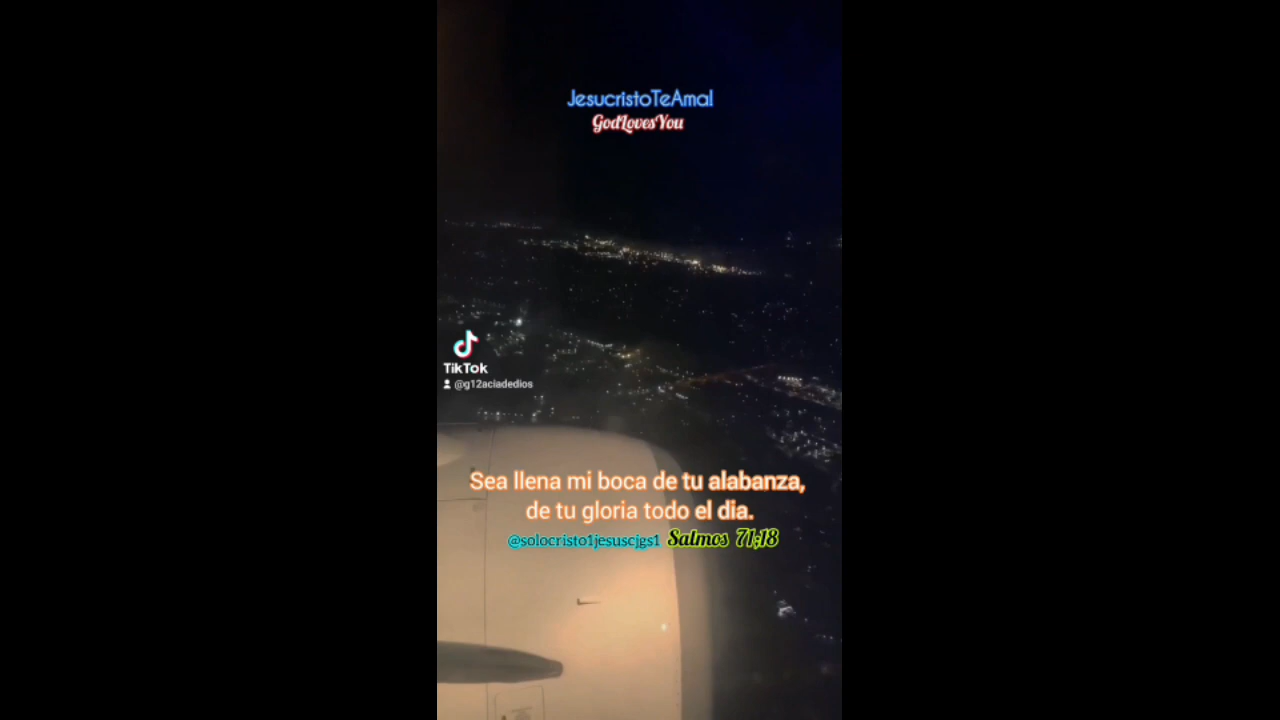 JesucristoTeAma!
GodLovesYou
TikTok
@g12aciadedios
Sea llena mi boca de tu alabanza,
de tu gloria todo el dia.
@solocristo1jesuscjgs1 Salmos 71;18